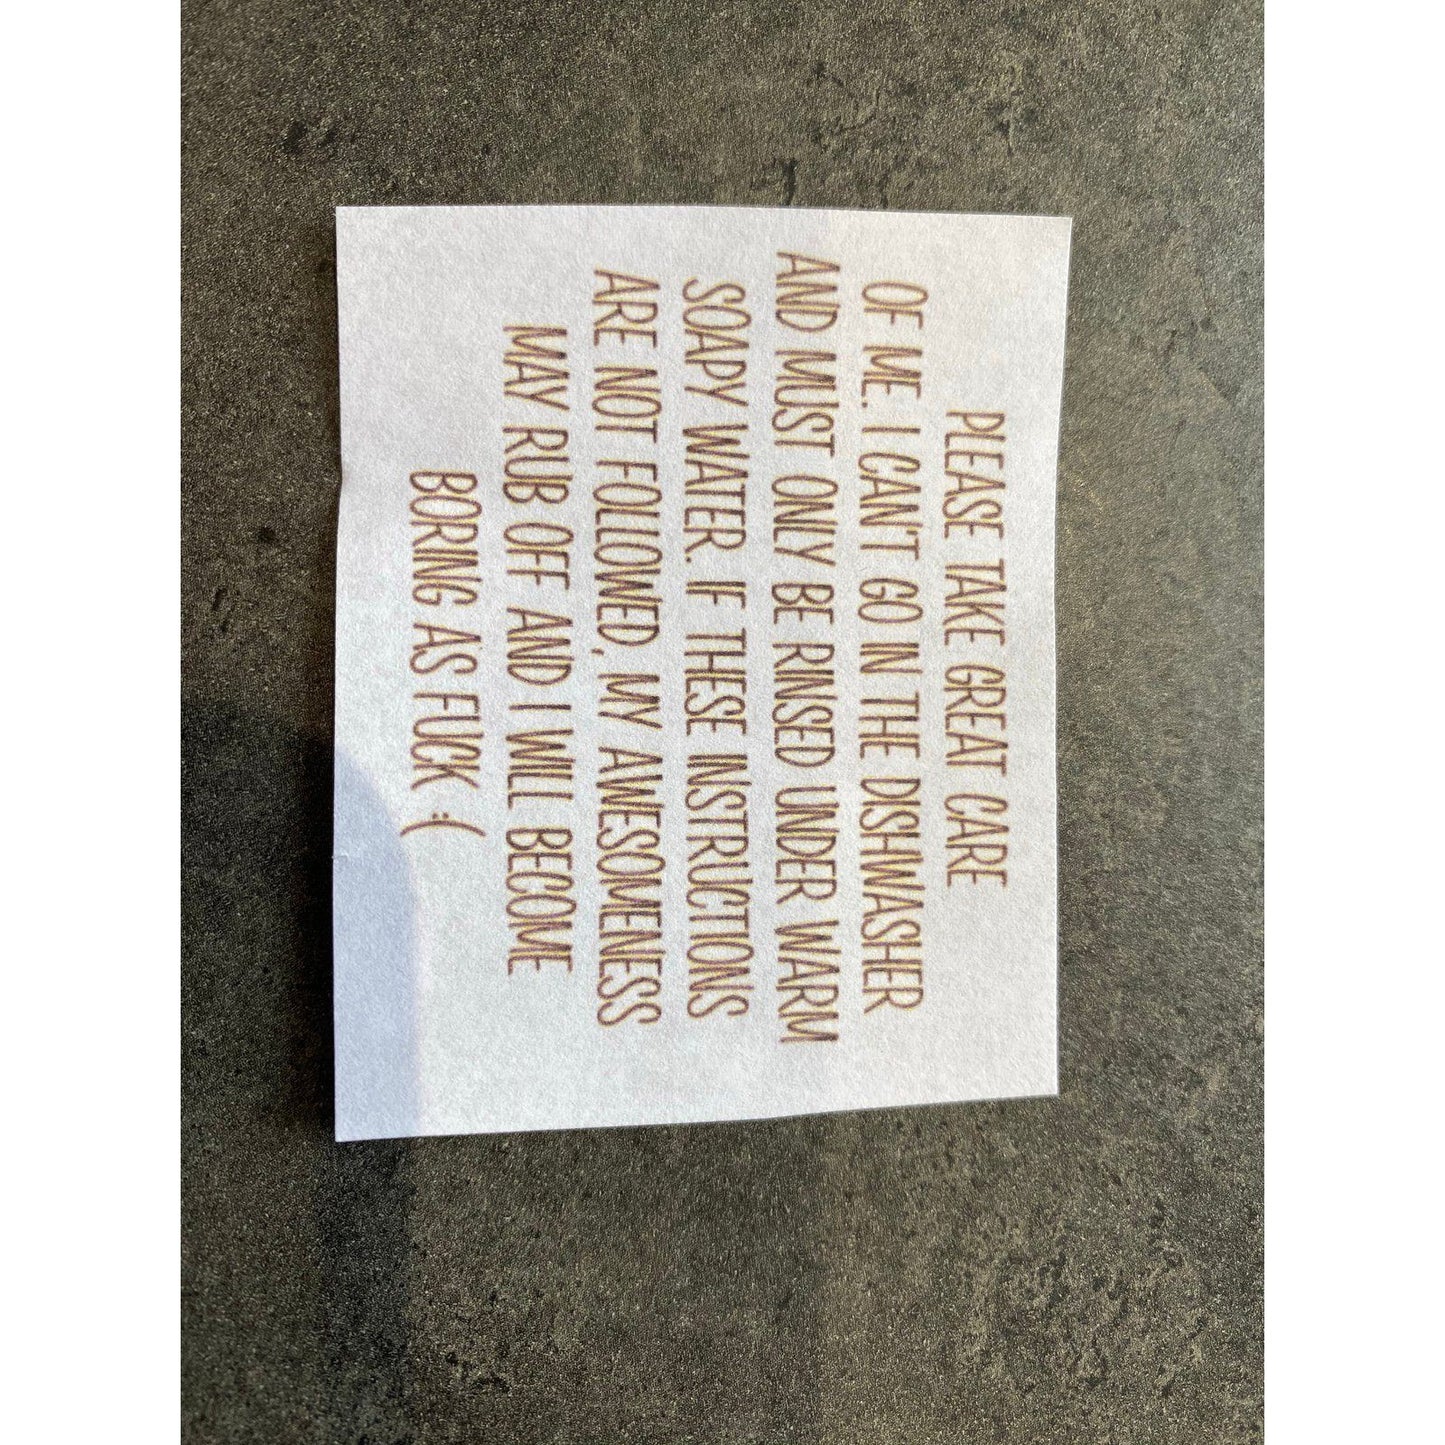 PLEASE TAKE GREAT CARE
OF ME. I CAN'T GO IN THE DISHWASHER
AND MUST ONLY BE RINSED UNDER WARM
SOAPY WATER. IF THESE INSTRUCTIONS
ARE NOT FOLLOWED, MY AWESOMENESS
MAY RUB OFF AND I WILL BECOME
BORING AS FUCK :(